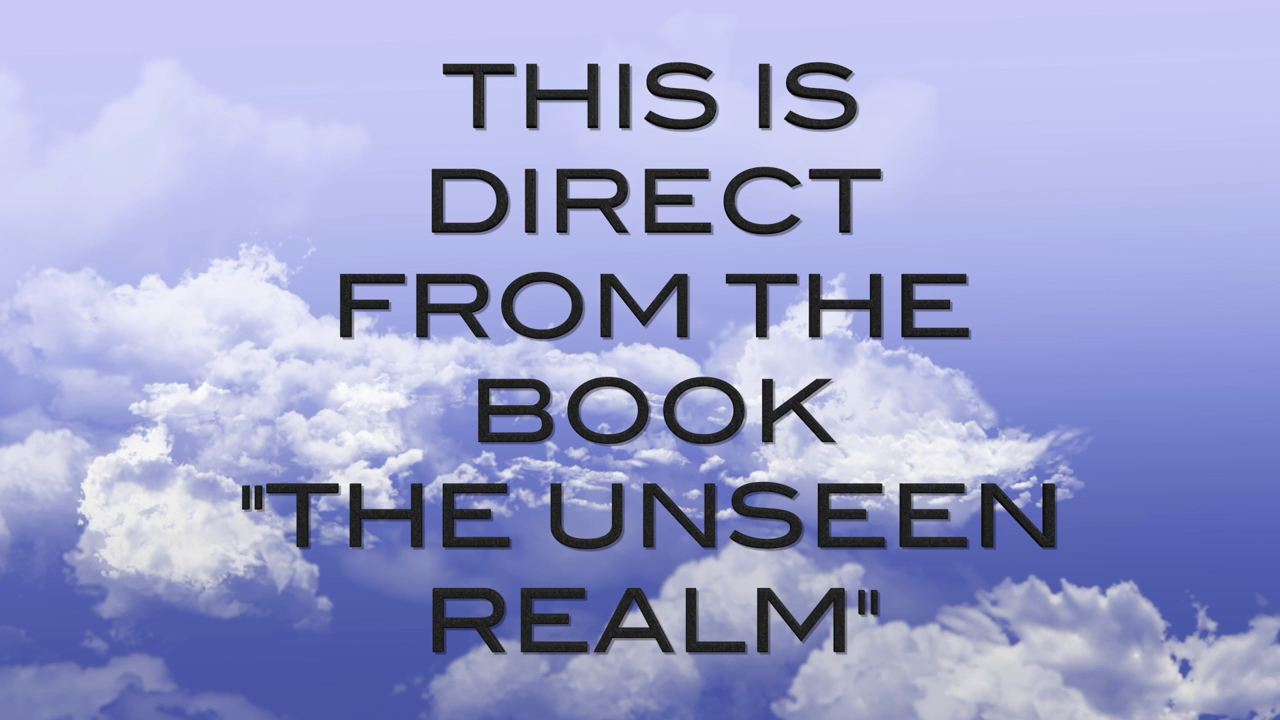 THIS IS
DIRECT
FROM THE
BOOK
"THE UNSEEN
REALM"